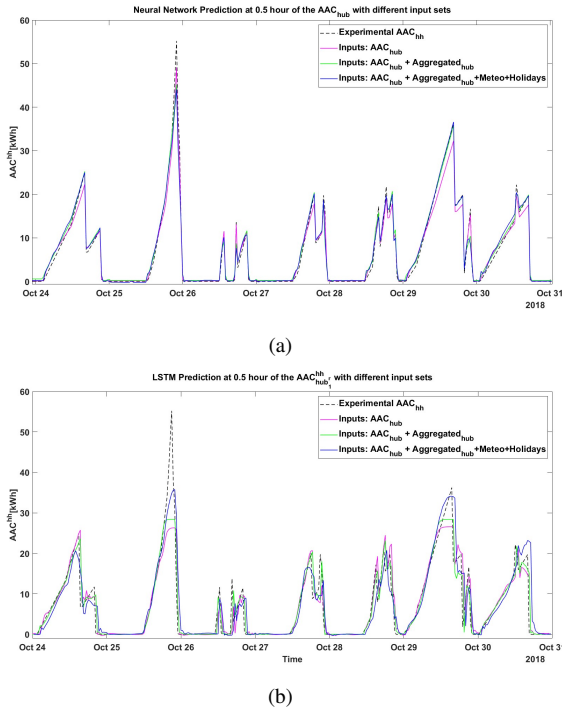 Neural Network Prediction at 0.5 hour of the AAC_hub with different input sets
Experimental AAC_hh
Inputs: AAC_hub
Inputs: AAC_hub + Aggregated_hub
Inputs: AAC_hub + Aggregated_hub+Meteo+Holidays
AAC^hh[kWh]
60
50
40
30
20
10
0
Oct 24 Oct 25 Oct 26 Oct 27 Oct 28 Oct 29 Oct 30 Oct 31
2018
(a)
LSTM Prediction at 0.5 hour of the AAC^hh_hub'_1 with different input sets
Experimental AAC_hh
Inputs: AAC_hub
Inputs: AAC_hub + Aggregated_hub
Inputs: AAC_hub + Aggregated_hub+Meteo+Holidays
AAC^hh[kWh]
60
50
40
30
20
10
0
Oct 24 Oct 25 Oct 26 Oct 27 Oct 28 Oct 29 Oct 30 Oct 31
Time
2018
(b)